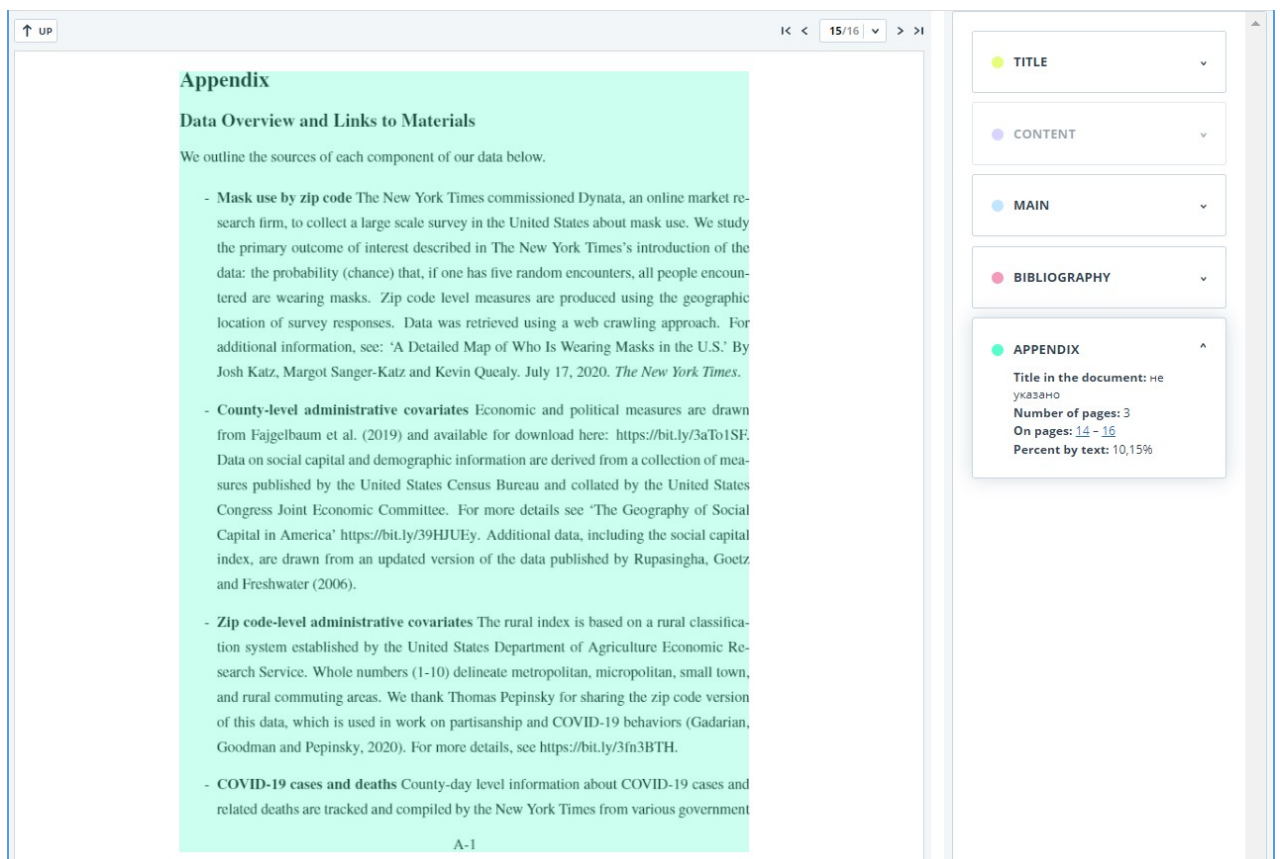 UP
15/16
Appendix
Data Overview and Links to Materials
We outline the sources of each component of our data below.
- Mask use by zip code The New York Times commissioned Dynata, an online market re-
search firm, to collect a large scale survey in the United States about mask use. We study
the primary outcome of interest described in The New York Times's introduction of the
data: the probability (chance) that, if one has five random encounters, all people encoun-
tered are wearing masks. Zip code level measures are produced using the geographic
location of survey responses. Data was retrieved using a web crawling approach. For
additional information, see: ‘A Detailed Map of Who Is Wearing Masks in the U.S.’ By
Josh Katz, Margot Sanger-Katz and Kevin Quealy. July 17, 2020. The New York Times.
- County-level administrative covariates Economic and political measures are drawn
from Fajgelbaum et al. (2019) and available for download here: https://bit.ly/3aTo1SF.
Data on social capital and demographic information are derived from a collection of mea-
sures published by the United States Census Bureau and collated by the United States
Congress Joint Economic Committee. For more details see ‘The Geography of Social
Capital in America’ https://bit.ly/39HJUEy. Additional data, including the social capital
index, are drawn from an updated version of the data published by Rupasingha, Goetz
and Freshwater (2006).
- Zip code-level administrative covariates The rural index is based on a rural classifica-
tion system established by the United States Department of Agriculture Economic Re-
search Service. Whole numbers (1-10) delineate metropolitan, micropolitan, small town,
and rural commuting areas. We thank Thomas Pepinsky for sharing the zip code version
of this data, which is used in work on partisanship and COVID-19 behaviors (Gadarian,
Goodman and Pepinsky, 2020). For more details, see https://bit.ly/3fn3BTH.
- COVID-19 cases and deaths County-day level information about COVID-19 cases and
related deaths are tracked and compiled by the New York Times from various government
A-1
TITLE
CONTENT
MAIN
BIBLIOGRAPHY
APPENDIX
Title in the document: не
указано
Number of pages: 3
On pages: 14 – 16
Percent by text: 10,15%